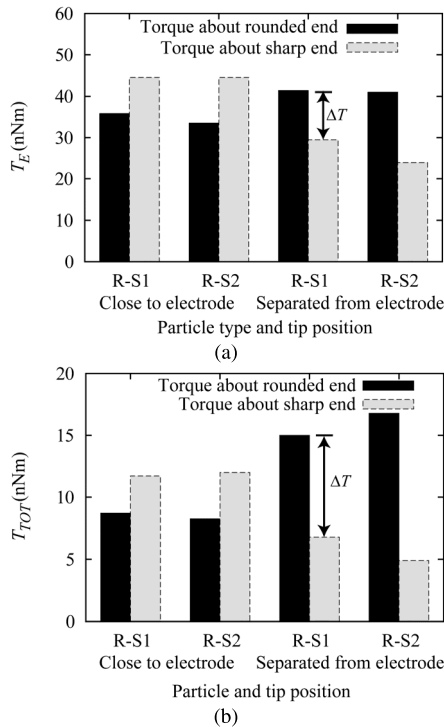 60
50
40
30
20
10
0
T_E (nNm)
Torque about rounded end
Torque about sharp end
ΔT
R-S1 R-S2 R-S1 R-S2
Close to electrode Separated from electrode
Particle type and tip position
(a)
20
15
10
5
0
T_TOT (nNm)
Torque about rounded end
Torque about sharp end
ΔT
R-S1 R-S2 R-S1 R-S2
Close to electrode Separated from electrode
Particle and tip position
(b)